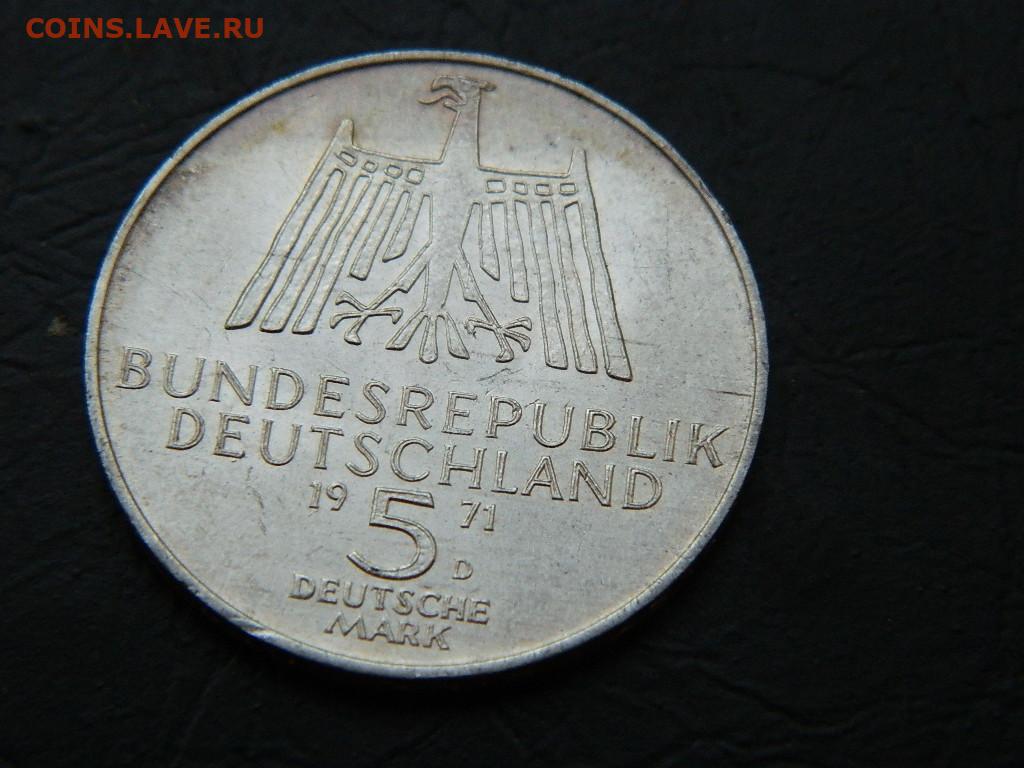 COINS.LAVE.RU
BUNDESREPUBLIK
DEUTSCHLAND
19 71
5
D
DEUTSCHE
MARK